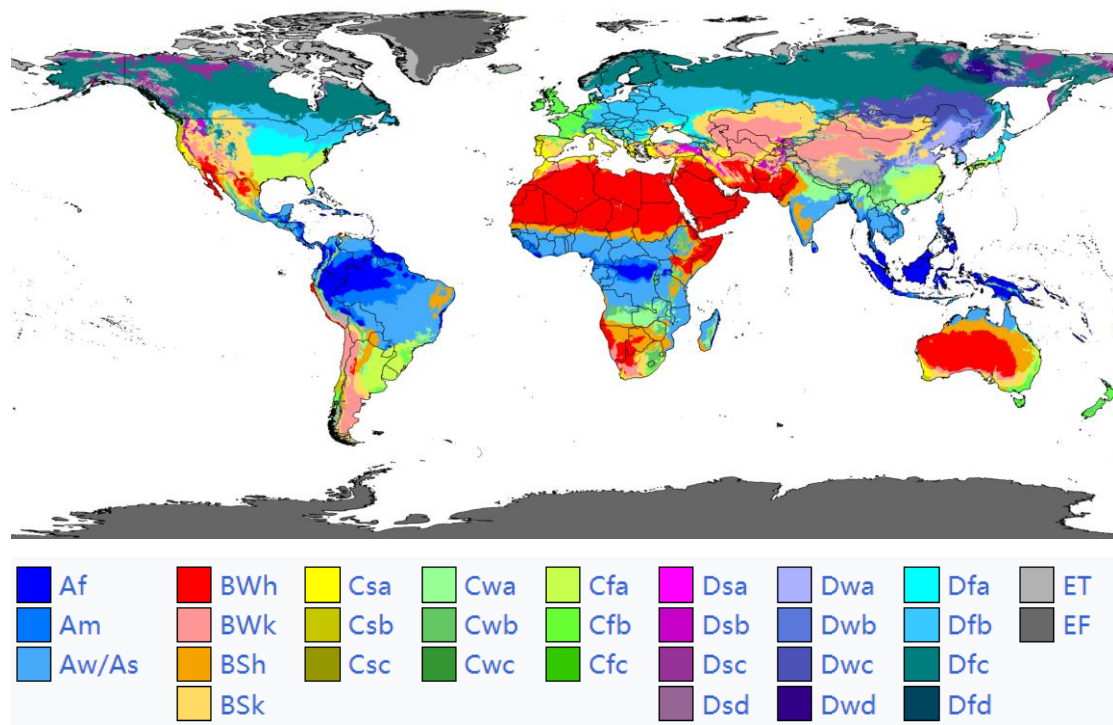 Af BWh Csa Cwa Cfa Dsa Dwa Dfa ET
Am BWk Csb Cwb Cfb Dsb Dwb Dfb EF
Aw/As BSh Csc Cwc Cfc Dsc Dwc Dfc
BSk Dsd Dwd Dfd